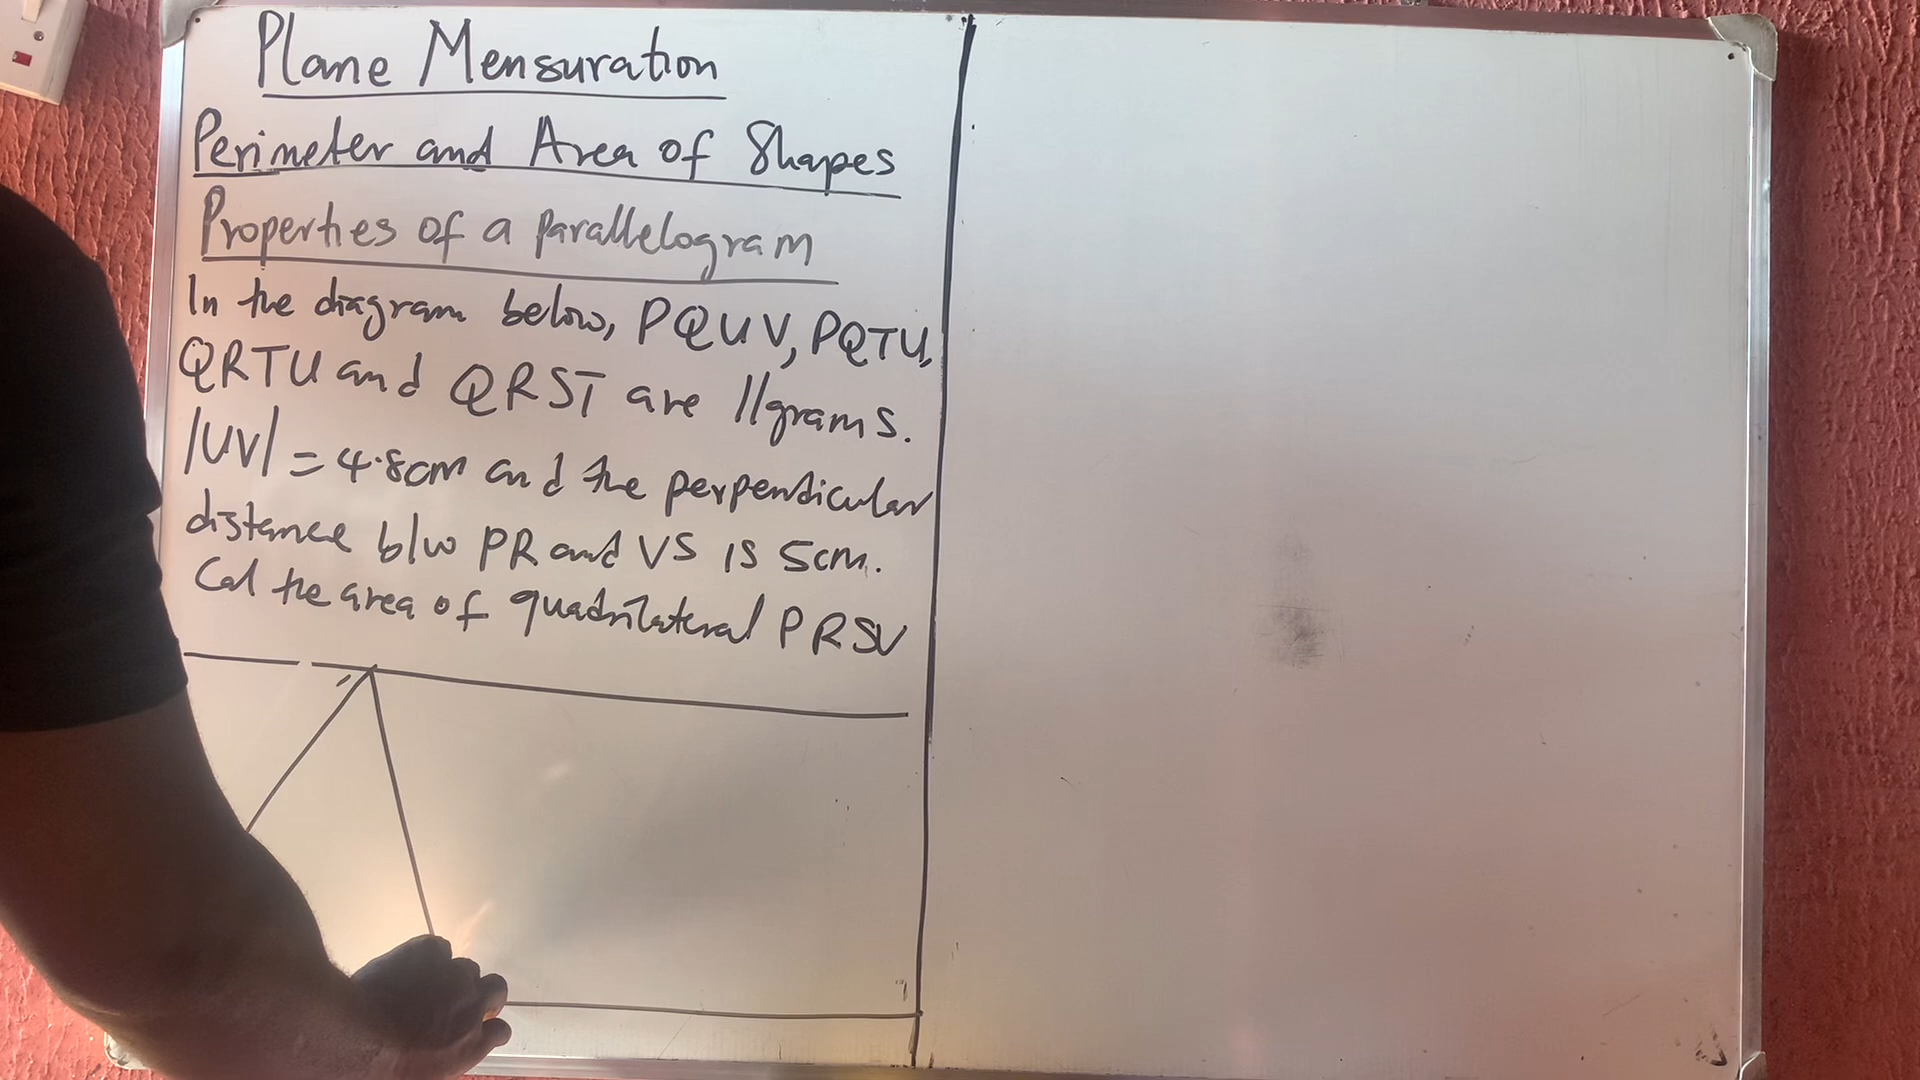 Plane Mensuration
Perimeter and Area of Shapes
Properties of a parallelogram
In the diagram below, PQUV, PQTU,
QRTU and QRST are //grams.
|UV| = 4.8cm and the perpendicular
distance b/w PR and VS is 5cm.
Cal the area of quadrilateral PRSV